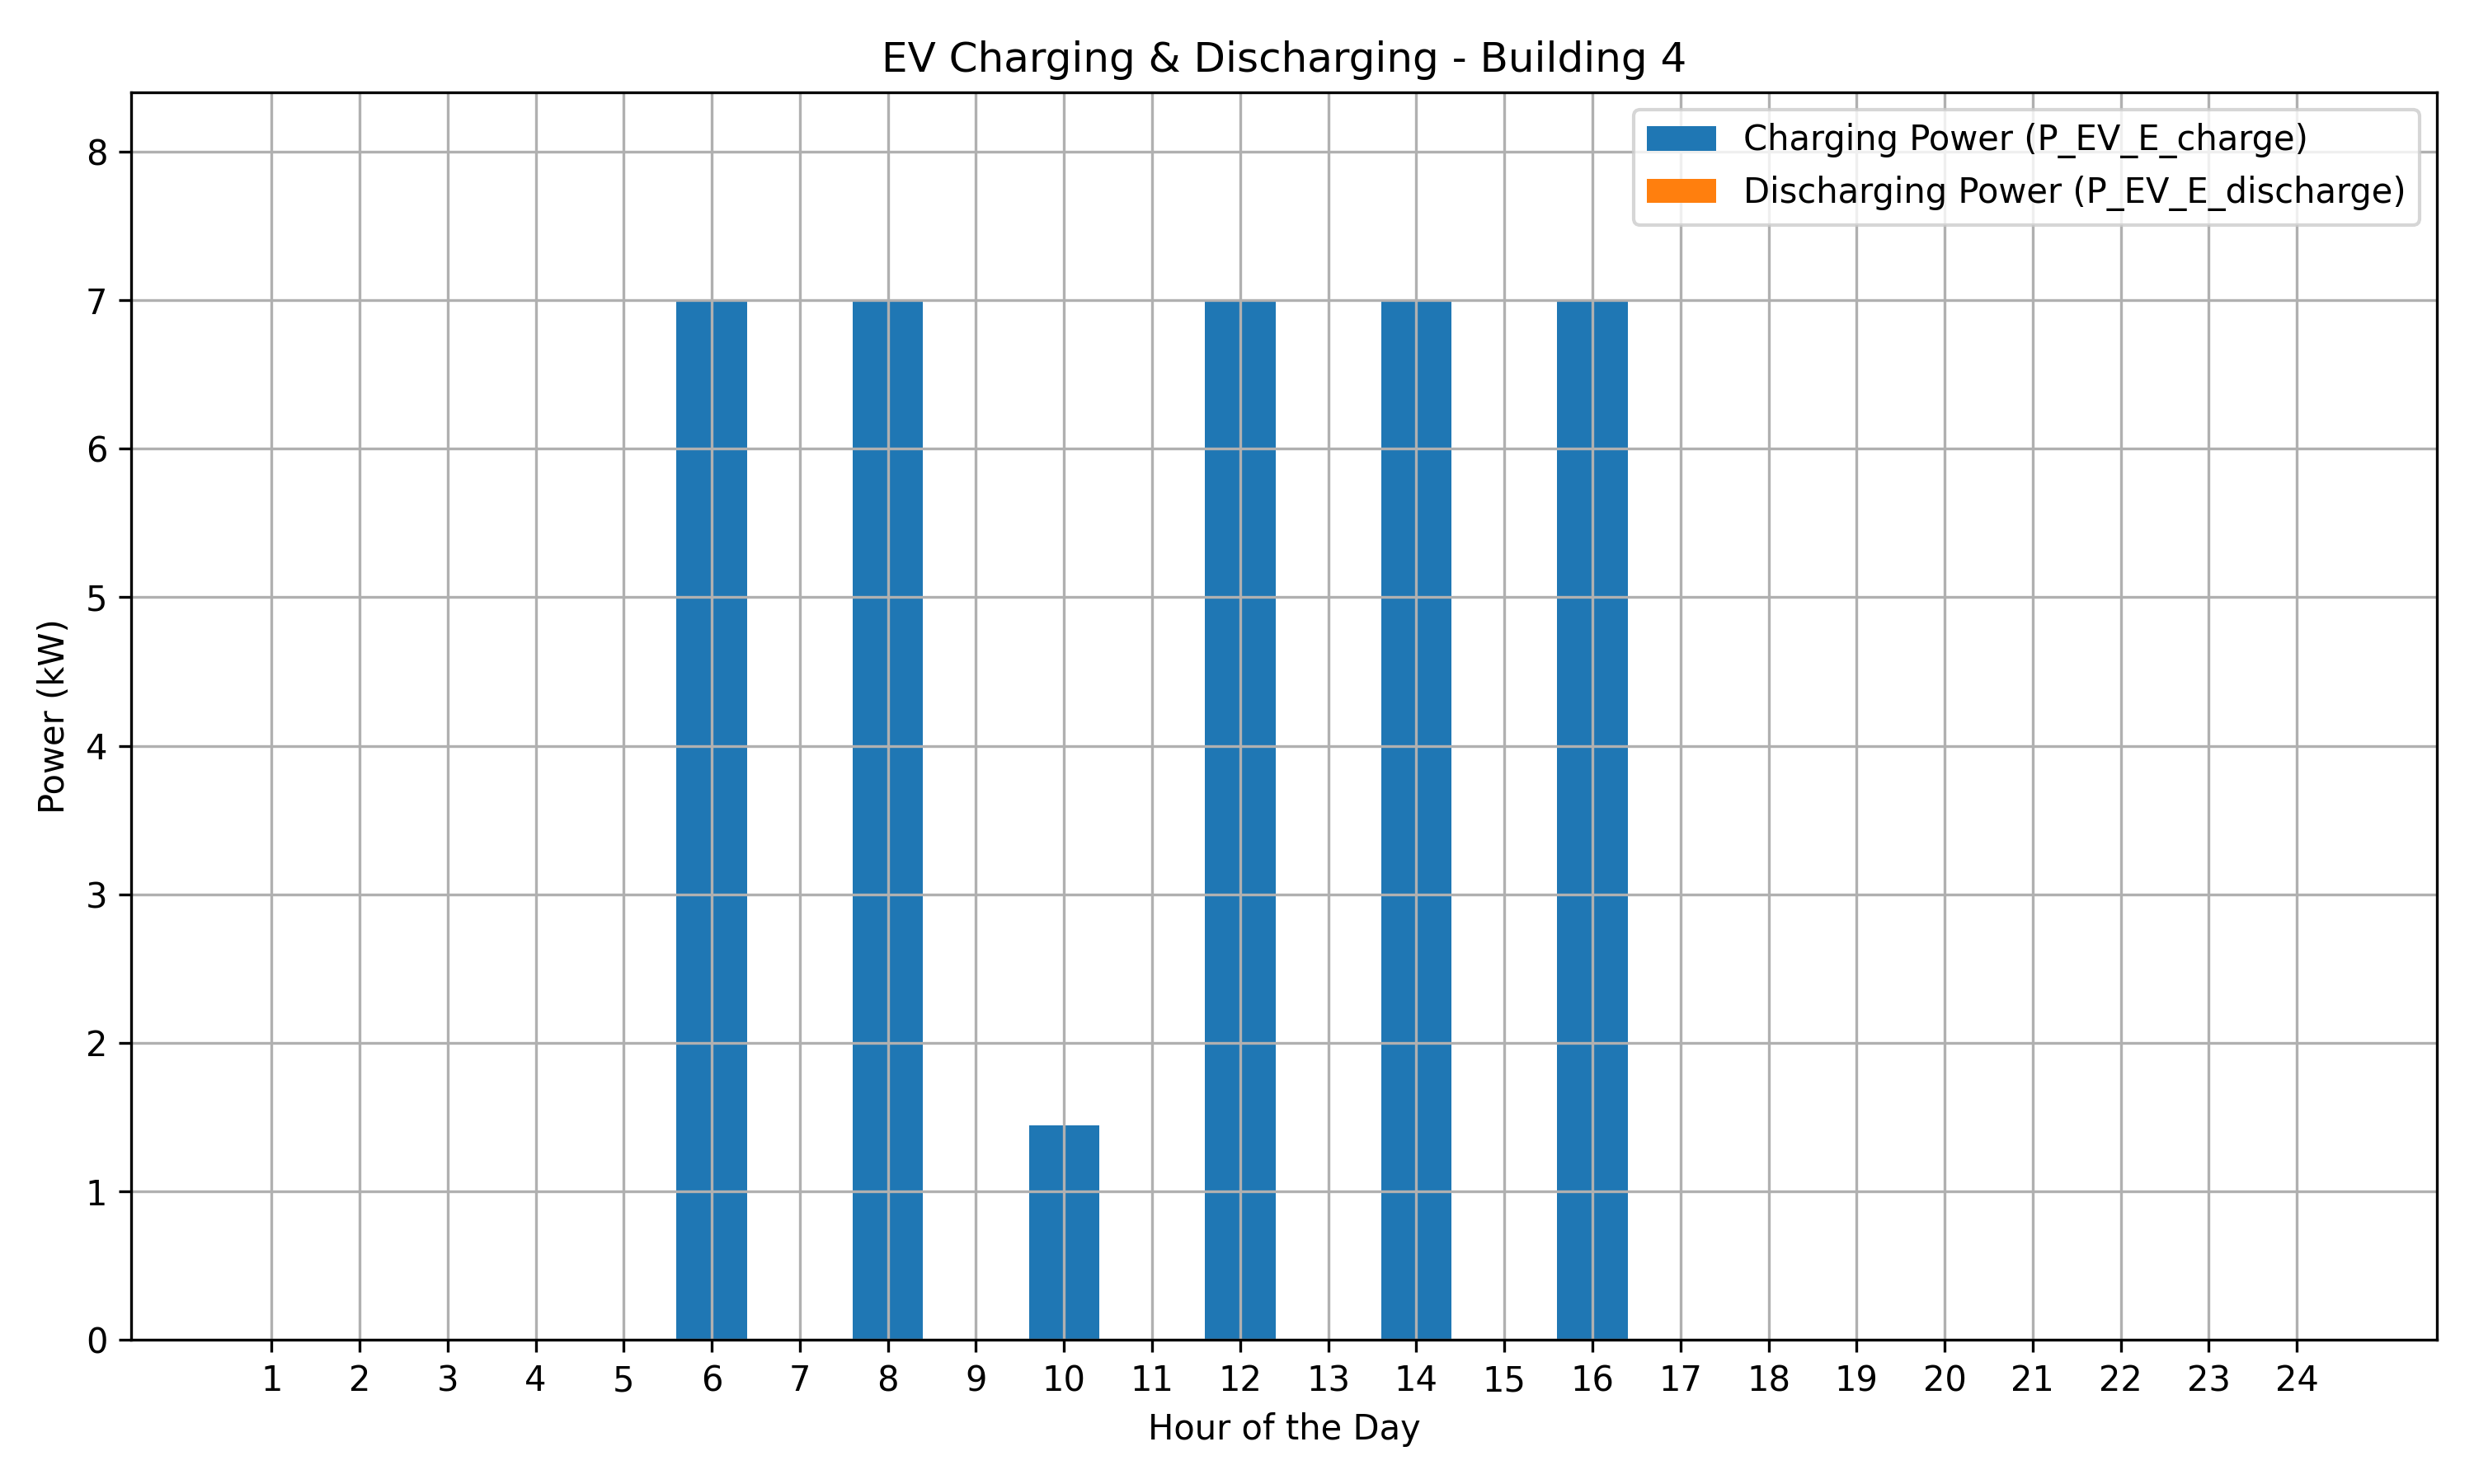 EV Charging & Discharging - Building 4
Charging Power (P_EV_E_charge)
Discharging Power (P_EV_E_discharge)
8
7
6
5
4
3
2
1
0
Power (kW)
1 2 3 4 5 6 7 8 9 10 11 12 13 14 15 16 17 18 19 20 21 22 23 24
Hour of the Day